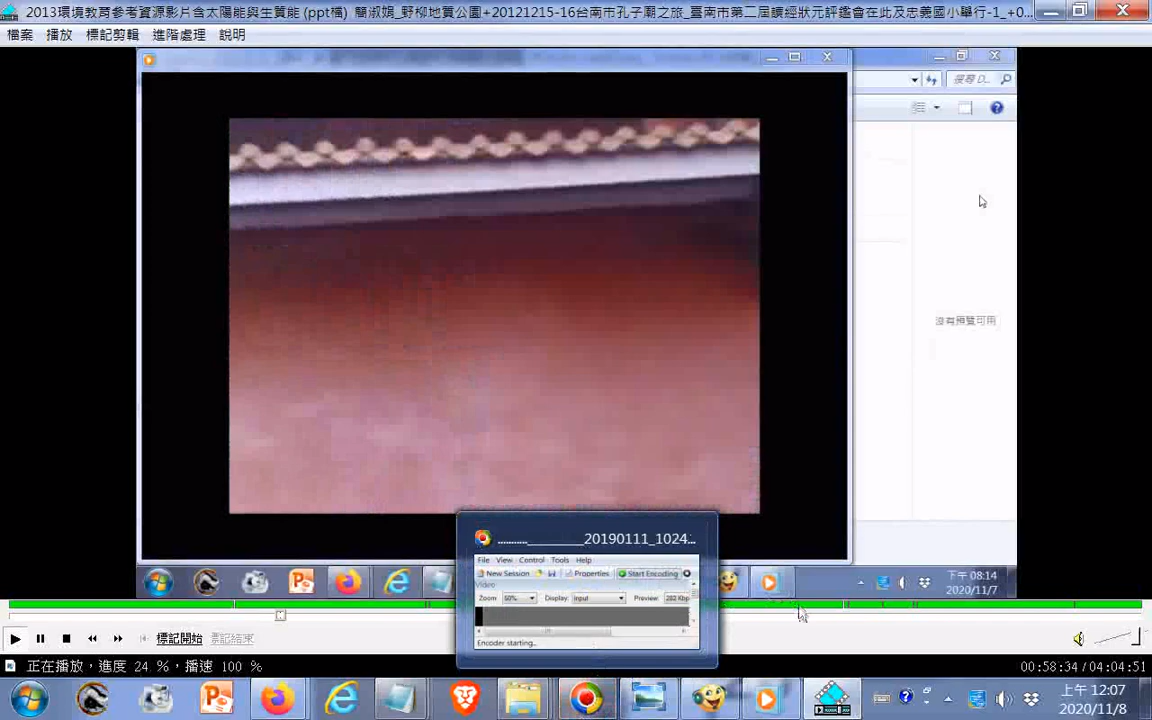 2013環境教育參考資源影片含太陽能與生質能 (ppt檔) 簡淑娟_野柳地質公園+20121215-16台南市孔子廟之旅_臺南市第二屆讀經狀元評鑑會在此及忠義國小舉行-1_+0...
檔案 播放 標記剪輯 進階處理 說明
搜尋 D...
沒有預覽可用
..........________20190111_1024...
File View Control Tools Help
New Session Properties Start Encoding
Video
Zoom 50% Display: Input Preview: 282 Kbp
Encoder starting...
下午 08:14
2020/11/7
標記開始 標記結束
正在播放，進度 24 % , 播速 100 %
00:58:34 / 04:04:51
上午 12:07
2020/11/8